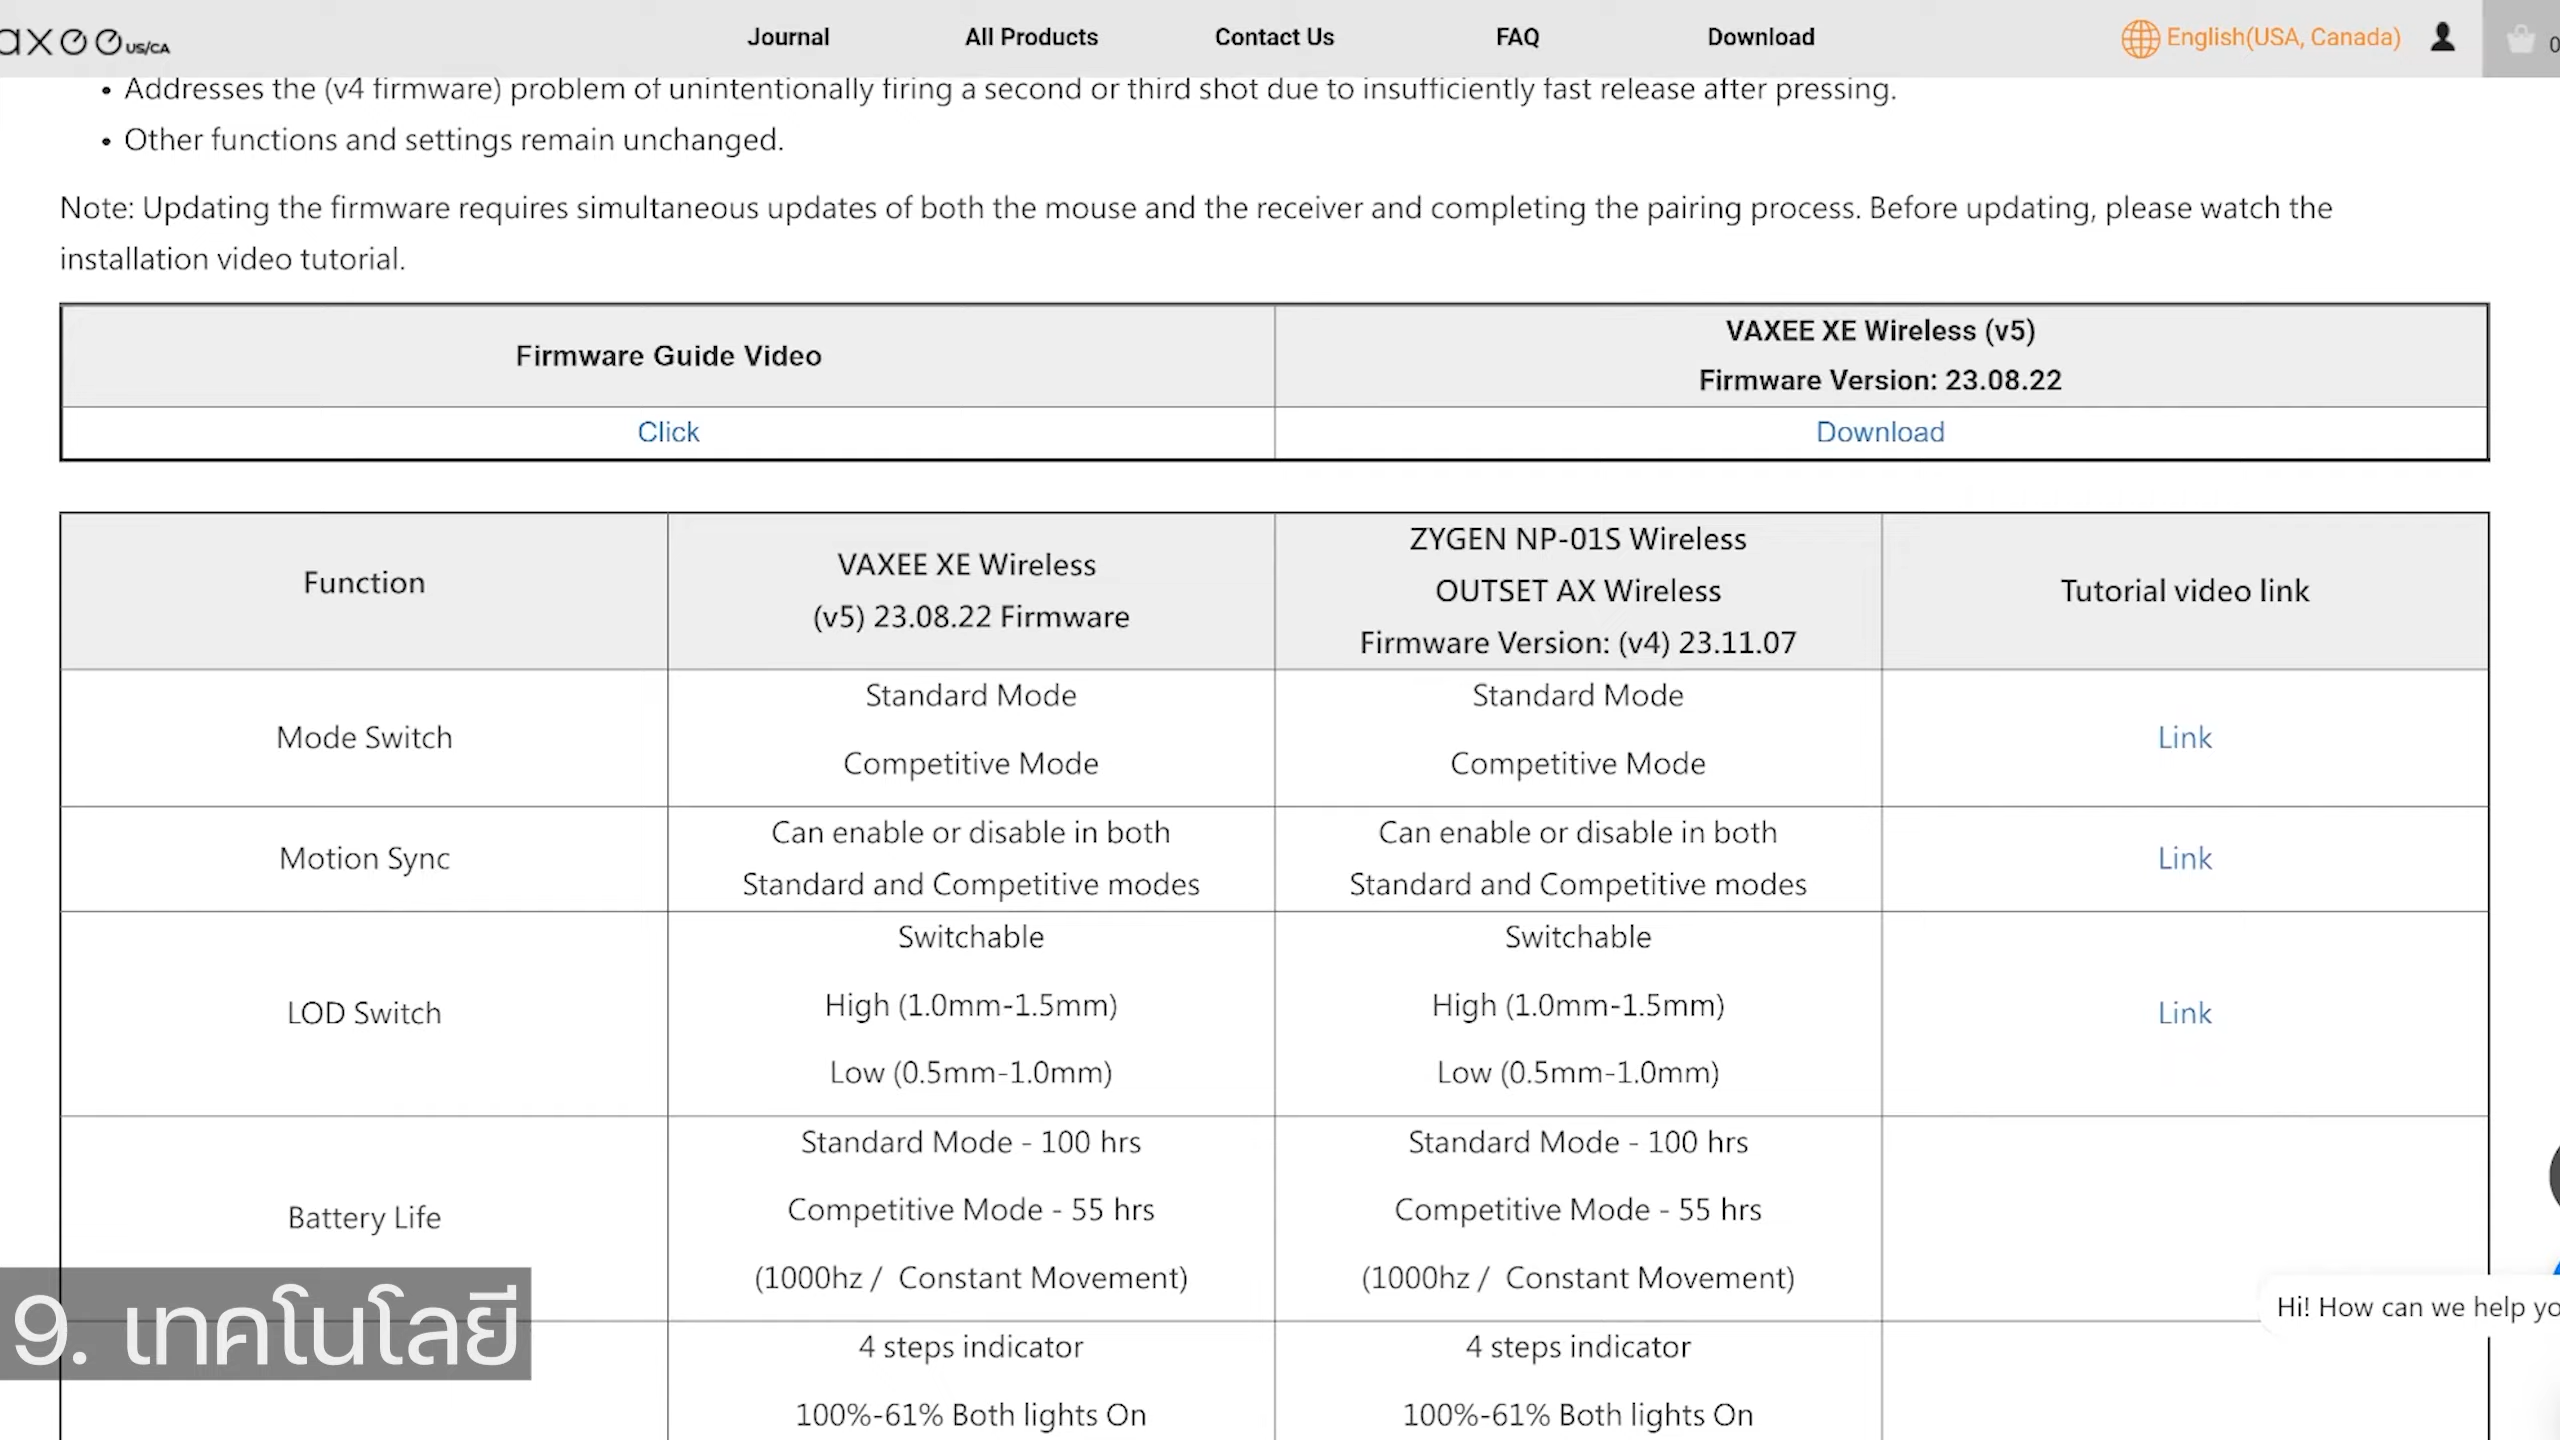 axee US/CA
Journal
All Products
Contact Us
FAQ
Download
English(USA, Canada)
0
• Addresses the (v4 firmware) problem of unintentionally firing a second or third shot due to insufficiently fast release after pressing.
• Other functions and settings remain unchanged.
Note: Updating the firmware requires simultaneous updates of both the mouse and the receiver and completing the pairing process. Before updating, please watch the
installation video tutorial.
Firmware Guide Video
VAXEE XE Wireless (v5)
Firmware Version: 23.08.22
Click
Download
Function
VAXEE XE Wireless
(v5) 23.08.22 Firmware
ZYGEN NP-01S Wireless
OUTSET AX Wireless
Firmware Version: (v4) 23.11.07
Tutorial video link
Mode Switch
Standard Mode
Competitive Mode
Standard Mode
Competitive Mode
Link
Motion Sync
Can enable or disable in both
Standard and Competitive modes
Can enable or disable in both
Standard and Competitive modes
Link
LOD Switch
Switchable
High (1.0mm-1.5mm)
Low (0.5mm-1.0mm)
Switchable
High (1.0mm-1.5mm)
Low (0.5mm-1.0mm)
Link
Battery Life
Standard Mode - 100 hrs
Competitive Mode - 55 hrs
(1000hz / Constant Movement)
Standard Mode - 100 hrs
Competitive Mode - 55 hrs
(1000hz / Constant Movement)
4 steps indicator
100%-61% Both lights On
4 steps indicator
100%-61% Both lights On
Hi! How can we help yo
9. เทคโนโลยี